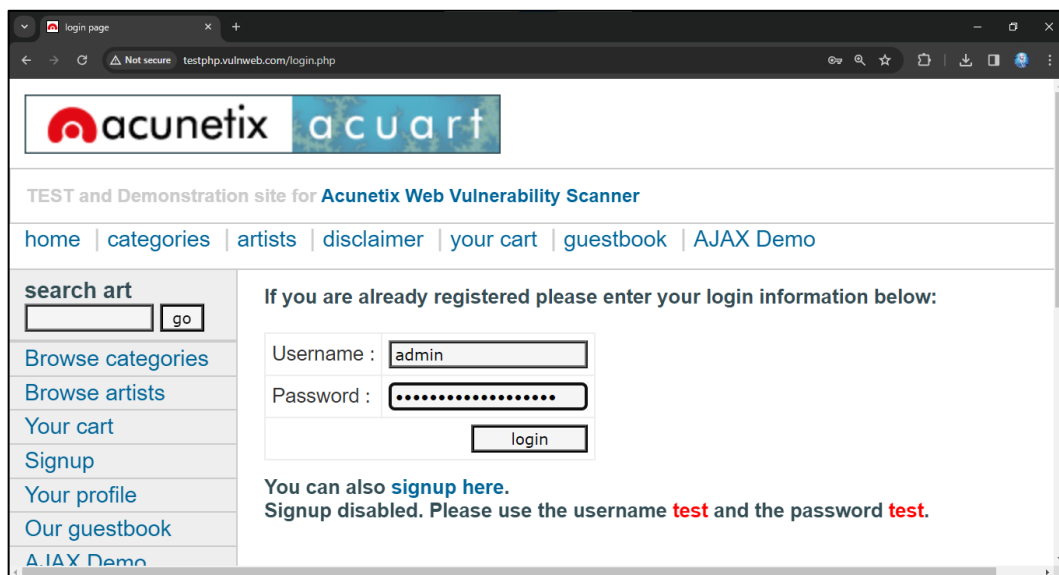 login page
Not secure testphp.vulnweb.com/login.php
acunetix acuart
TEST and Demonstration site for Acunetix Web Vulnerability Scanner
home | categories | artists | disclaimer | your cart | guestbook | AJAX Demo
search art
go
Browse categories
Browse artists
Your cart
Signup
Your profile
Our guestbook
AJAX Demo
If you are already registered please enter your login information below:
Username : admin
Password : •••••••••••••••••••
login
You can also signup here.
Signup disabled. Please use the username test and the password test.